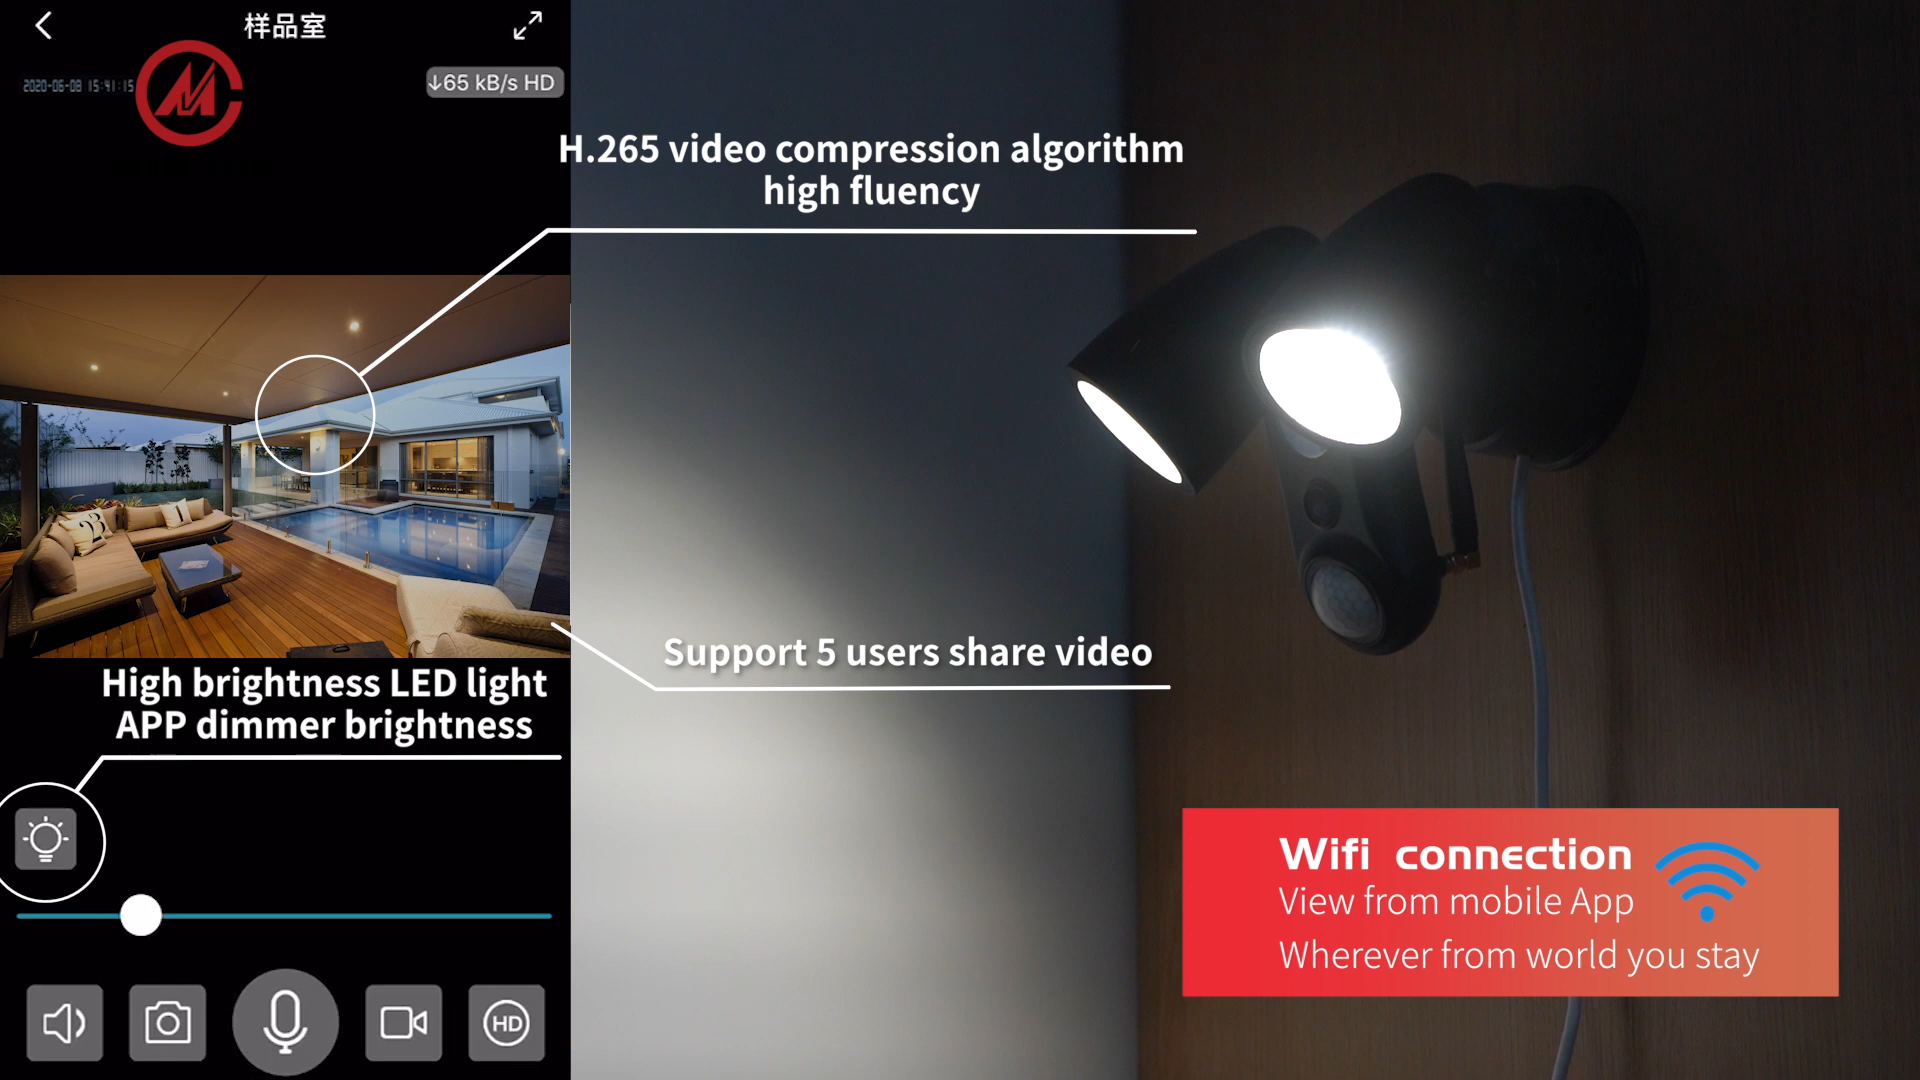 样品室
2020-06-08 15:41:15
↓65 kB/s HD
H.265 video compression algorithm
high fluency
Support 5 users share video
High brightness LED light
APP dimmer brightness
HD
Wifi connection
View from mobile App
Wherever from world you stay